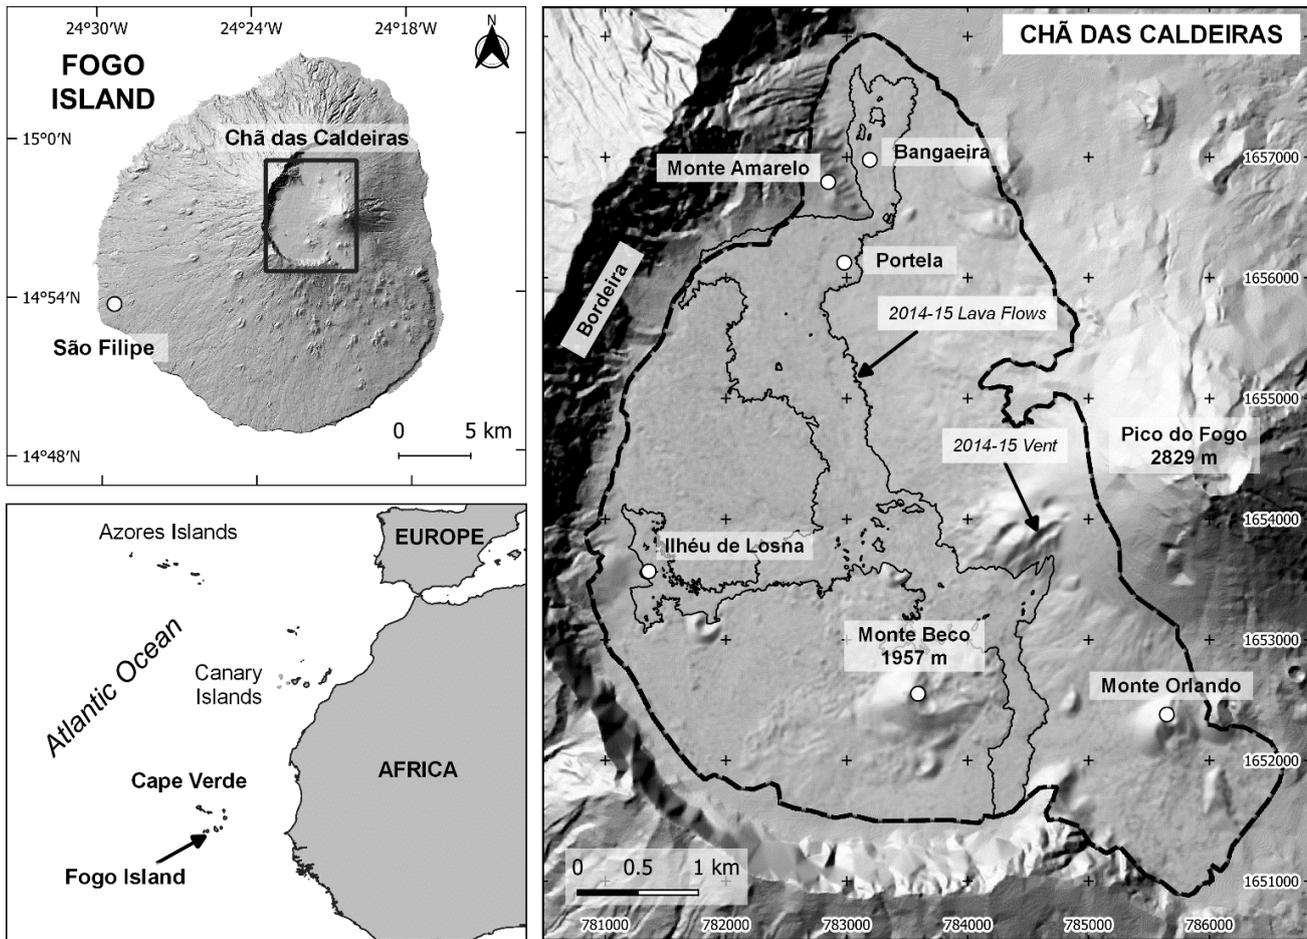 24°30′W
24°24′W
24°18′W
N
FOGO
ISLAND
15°0′N
Chã das Caldeiras
14°54′N
São Filipe
0
5 km
14°48′N
Azores Islands
EUROPE
Atlantic Ocean
Canary
Islands
AFRICA
Cape Verde
Fogo Island
CHÃ DAS CALDEIRAS
Bangaeira
1657000
Monte Amarelo
Portela
1656000
Bordeira
2014-15 Lava Flows
1655000
2014-15 Vent
Pico do Fogo
2829 m
1654000
Ilhéu de Losna
1653000
Monte Beco
1957 m
Monte Orlando
1652000
0
0.5
1 km
1651000
781000
782000
783000
784000
785000
786000